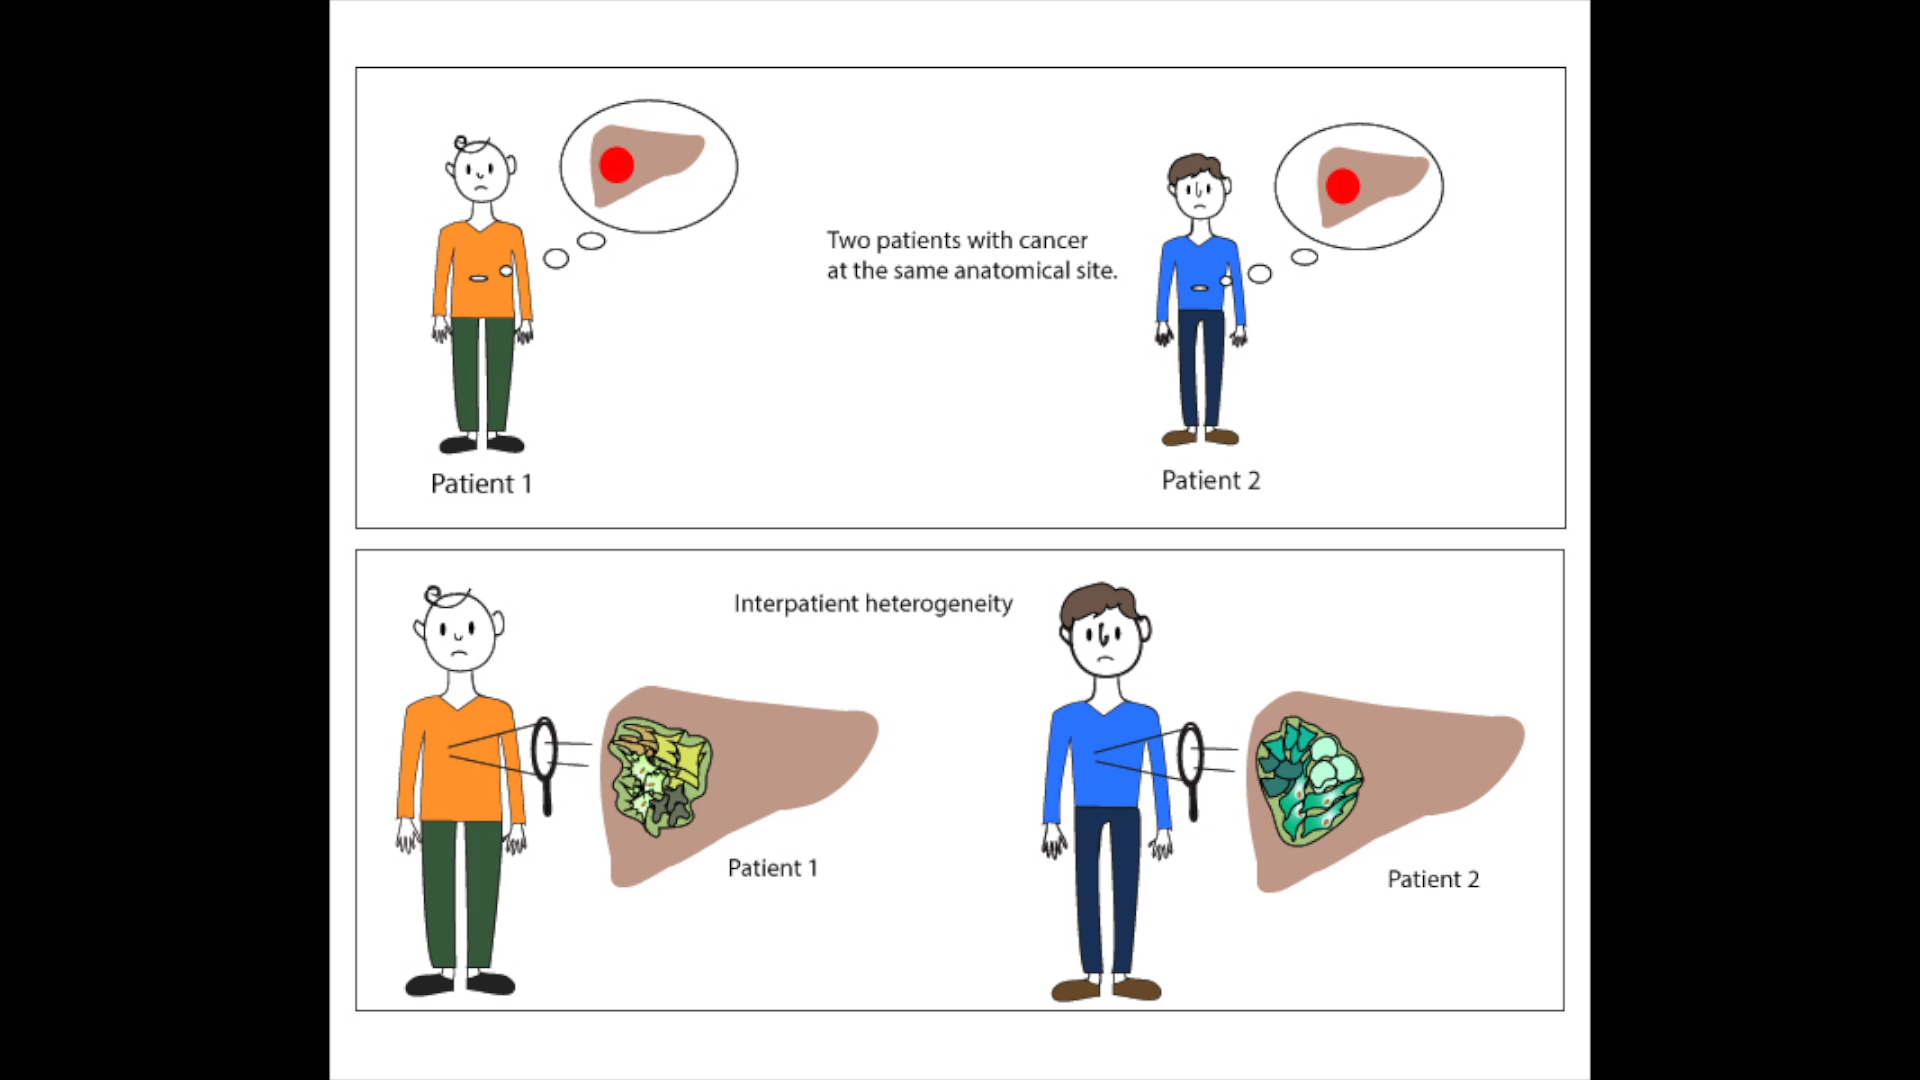 Two patients with cancer
at the same anatomical site.
Patient 1
Patient 2
Interpatient heterogeneity
Patient 1
Patient 2